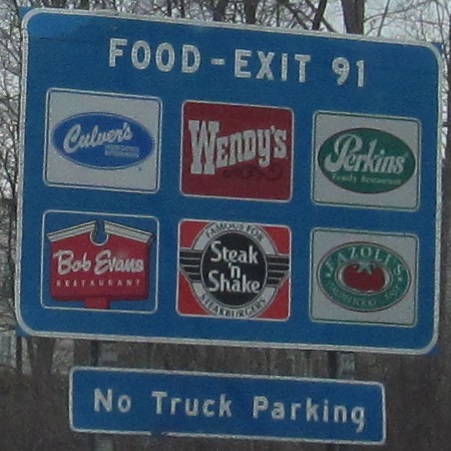 FOOD - EXIT 91
Culver's
Wendy's
Perkins
Family Restaurant
Bob Evans
RESTAURANT
FAMOUS FOR
Steak
'n
Shake
STEAKBURGERS
FAZOLI'S
No Truck Parking